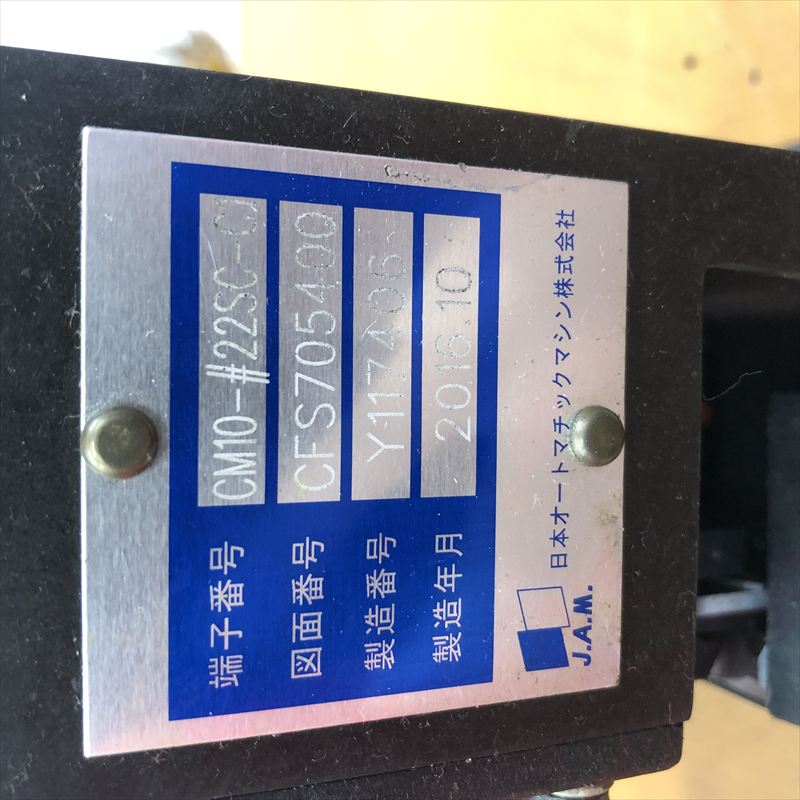 端子番号 CM10-#22SC-C1
図面番号 CFS705400
製造番号 Y117406
製造年月 2016.10
J.A.M. 日本オートマチックマシン株式会社